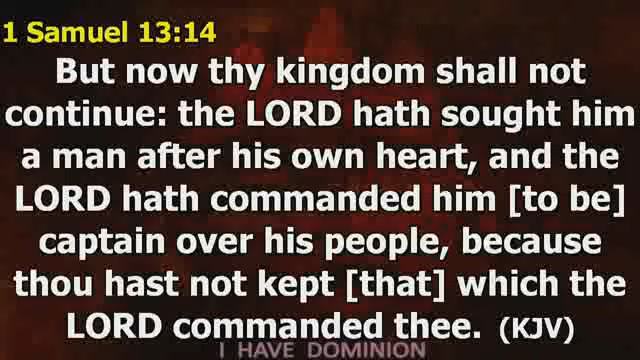 1 Samuel 13:14
But now thy kingdom shall not
continue: the LORD hath sought him
a man after his own heart, and the
LORD hath commanded him [to be]
captain over his people, because
thou hast not kept [that] which the
LORD commanded thee. (KJV)
I HAVE DOMINION